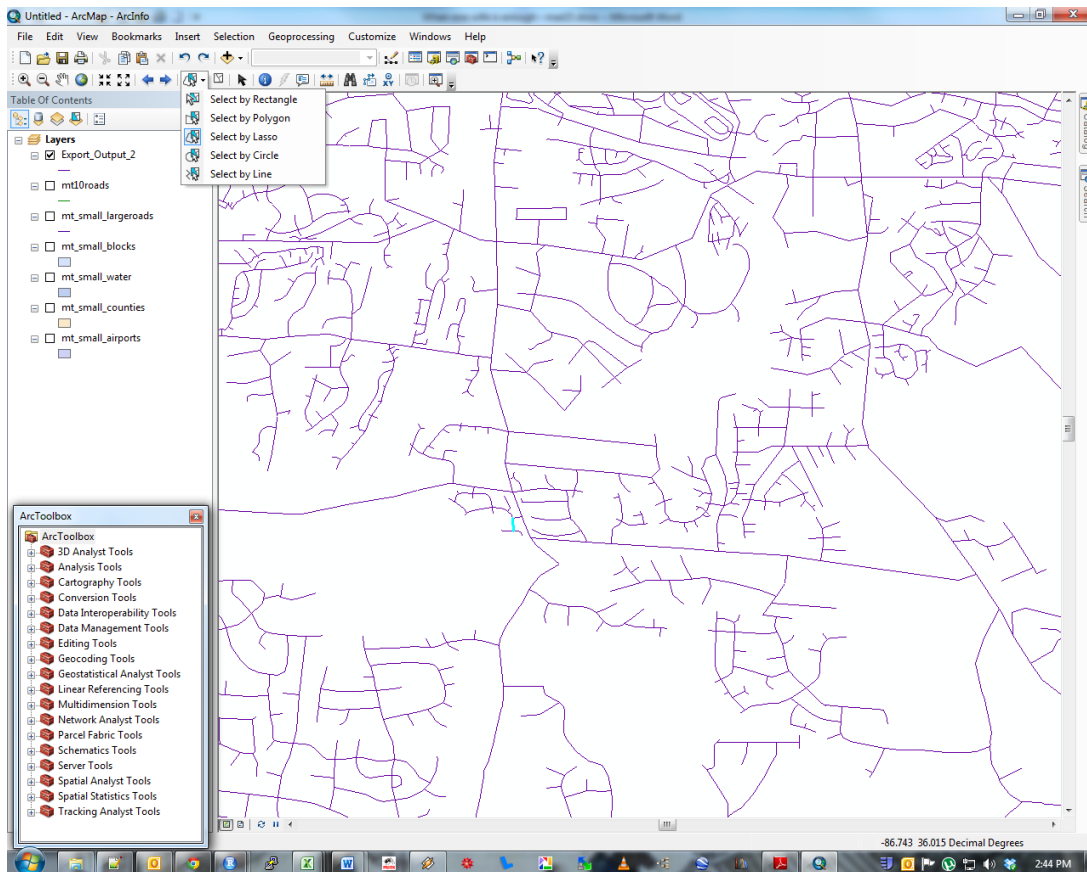 Untitled - ArcMap - ArcInfo
File Edit View Bookmarks Insert Selection Geoprocessing Customize Windows Help
Table Of Contents
Select by Rectangle
Select by Polygon
Select by Lasso
Select by Circle
Select by Line
Layers
Export_Output_2
mt10roads
mt_small_largeroads
mt_small_blocks
mt_small_water
mt_small_counties
mt_small_airports
ArcToolbox
ArcToolbox
3D Analyst Tools
Analysis Tools
Cartography Tools
Conversion Tools
Data Interoperability Tools
Data Management Tools
Editing Tools
Geocoding Tools
Geostatistical Analyst Tools
Linear Referencing Tools
Multidimension Tools
Network Analyst Tools
Parcel Fabric Tools
Schematics Tools
Server Tools
Spatial Analyst Tools
Spatial Statistics Tools
Tracking Analyst Tools
-86.743 36.015 Decimal Degrees
2:44 PM